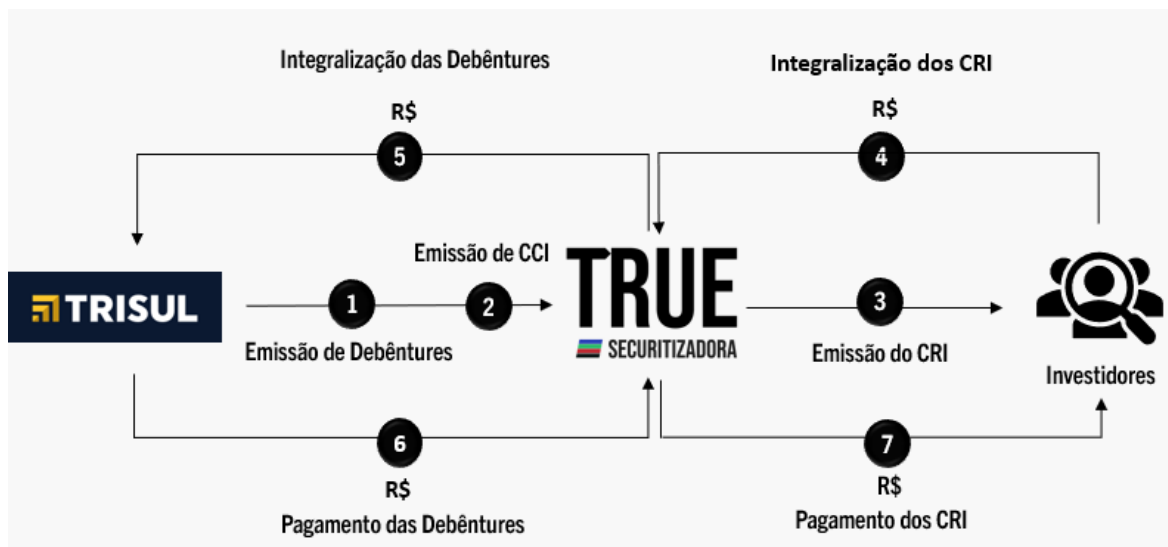 Integralização das Debêntures
Integralização dos CRI
R$
R$
5
4
Emissão de CCI
TRISUL
TRUE
SECURITIZADORA
1
2
3
Emissão de Debêntures
Emissão do CRI
Investidores
6
7
R$
R$
Pagamento das Debêntures
Pagamento dos CRI